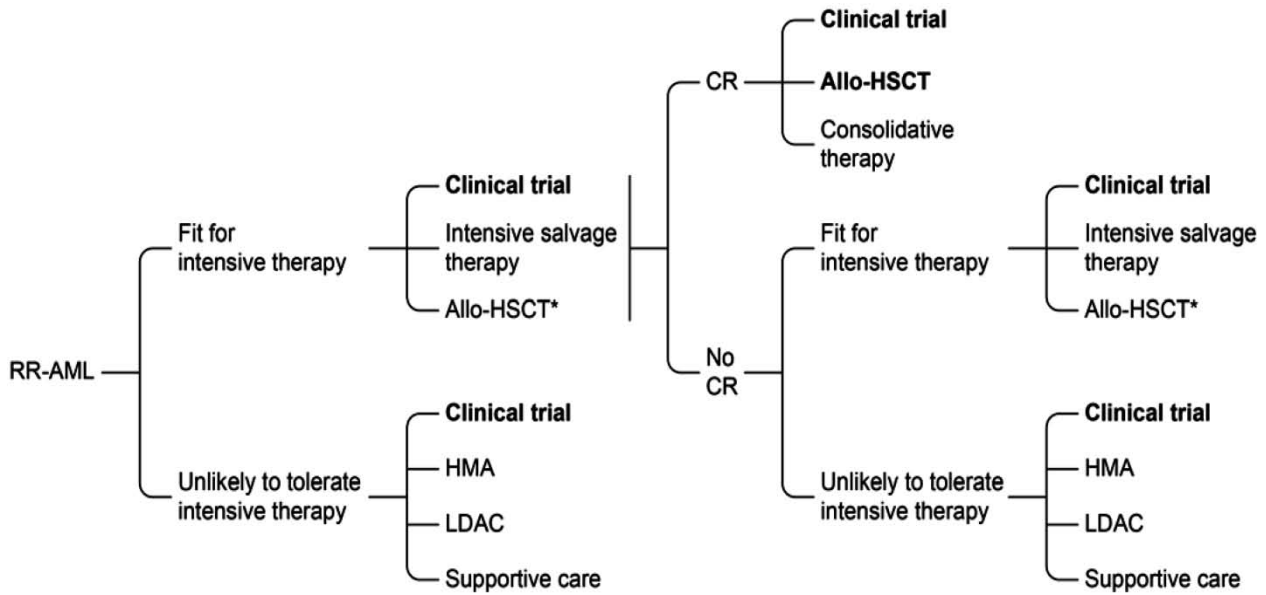 RR-AML
Fit for
intensive therapy
Clinical trial
Intensive salvage
therapy
Allo-HSCT*
Unlikely to tolerate
intensive therapy
Clinical trial
HMA
LDAC
Supportive care
CR
Clinical trial
Allo-HSCT
Consolidative
therapy
No
CR
Fit for
intensive therapy
Clinical trial
Intensive salvage
therapy
Allo-HSCT*
Unlikely to tolerate
intensive therapy
Clinical trial
HMA
LDAC
Supportive care